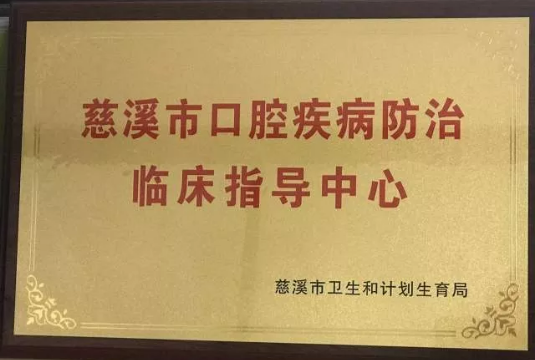 慈溪市口腔疾病防治
临床指导中心
慈溪市卫生和计划生育局